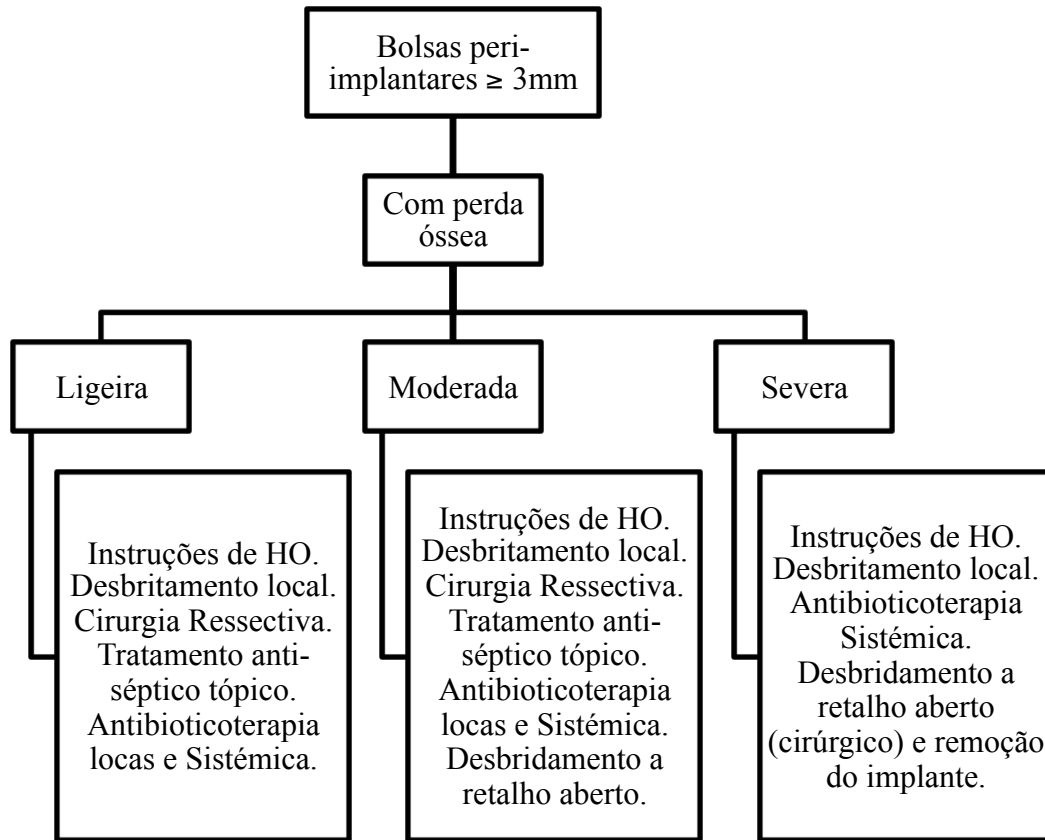 Bolsas peri-
implantares ≥ 3mm
Com perda
óssea
Ligeira
Moderada
Severa
Instruções de HO.
Desbritamento local.
Cirurgia Ressectiva.
Tratamento anti-
séptico tópico.
Antibioticoterapia
locas e Sistémica.
Instruções de HO.
Desbritamento local.
Cirurgia Ressectiva.
Tratamento anti-
séptico tópico.
Antibioticoterapia
locas e Sistémica.
Desbridamento a
retalho aberto.
Instruções de HO.
Desbritamento local.
Antibioticoterapia
Sistémica.
Desbridamento a
retalho aberto
(cirúrgico) e remoção
do implante.